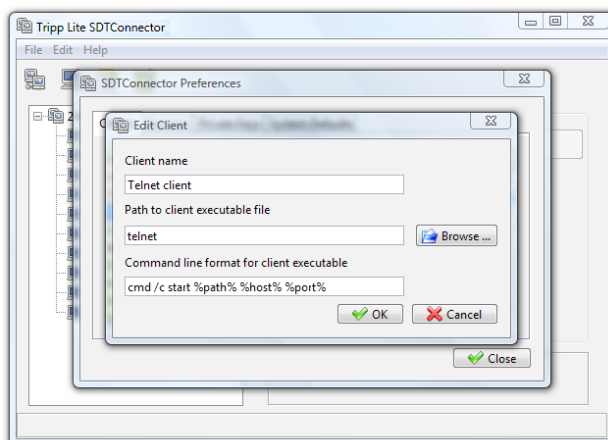 Tripp Lite SDTConnector
File Edit Help
SDTConnector Preferences
Edit Client
Client name
Telnet client
Path to client executable file
telnet
Browse ...
Command line format for client executable
cmd /c start %path% %host% %port%
OK
Cancel
Close